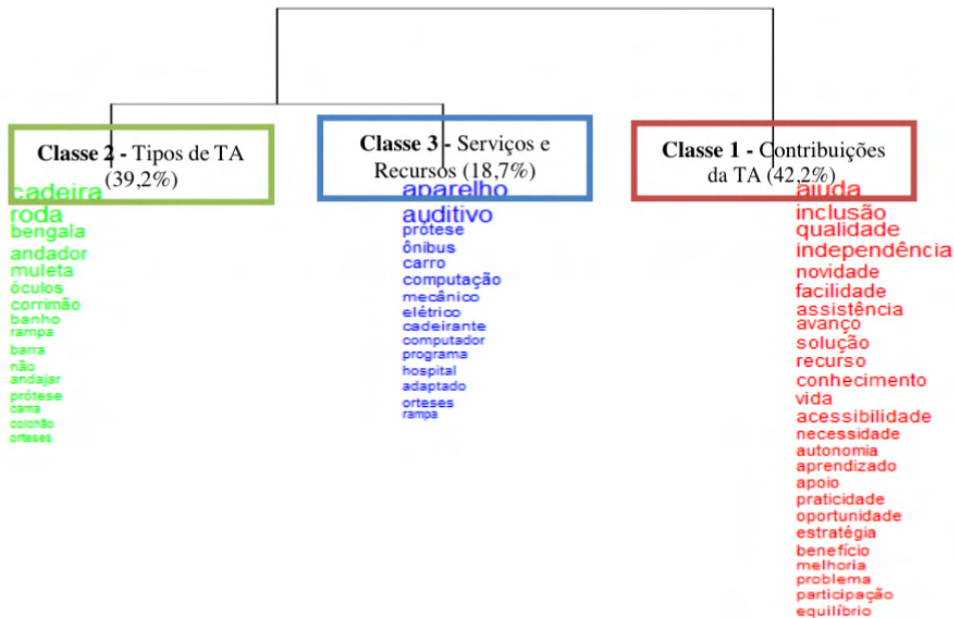 Classe 2 - Tipos de TA
(39,2%)
cadeira
roda
bengala
andador
muleta
óculos
corrimão
banho
rampa
barra
não
andajar
prótese
cama
colchão
orteses
Classe 3 - Serviços e
Recursos (18,7%)
aparelho
auditivo
prótese
ônibus
carro
computação
mecânico
elétrico
cadeirante
computador
programa
hospital
adaptado
orteses
rampa
Classe 1 - Contribuições
da TA (42,2%)
ajuda
inclusão
qualidade
independência
novidade
facilidade
assistência
avanço
solução
recurso
conhecimento
vida
acessibilidade
necessidade
autonomia
aprendizado
apoio
praticidade
oportunidade
estratégia
benefício
melhoria
problema
participação
equilíbrio